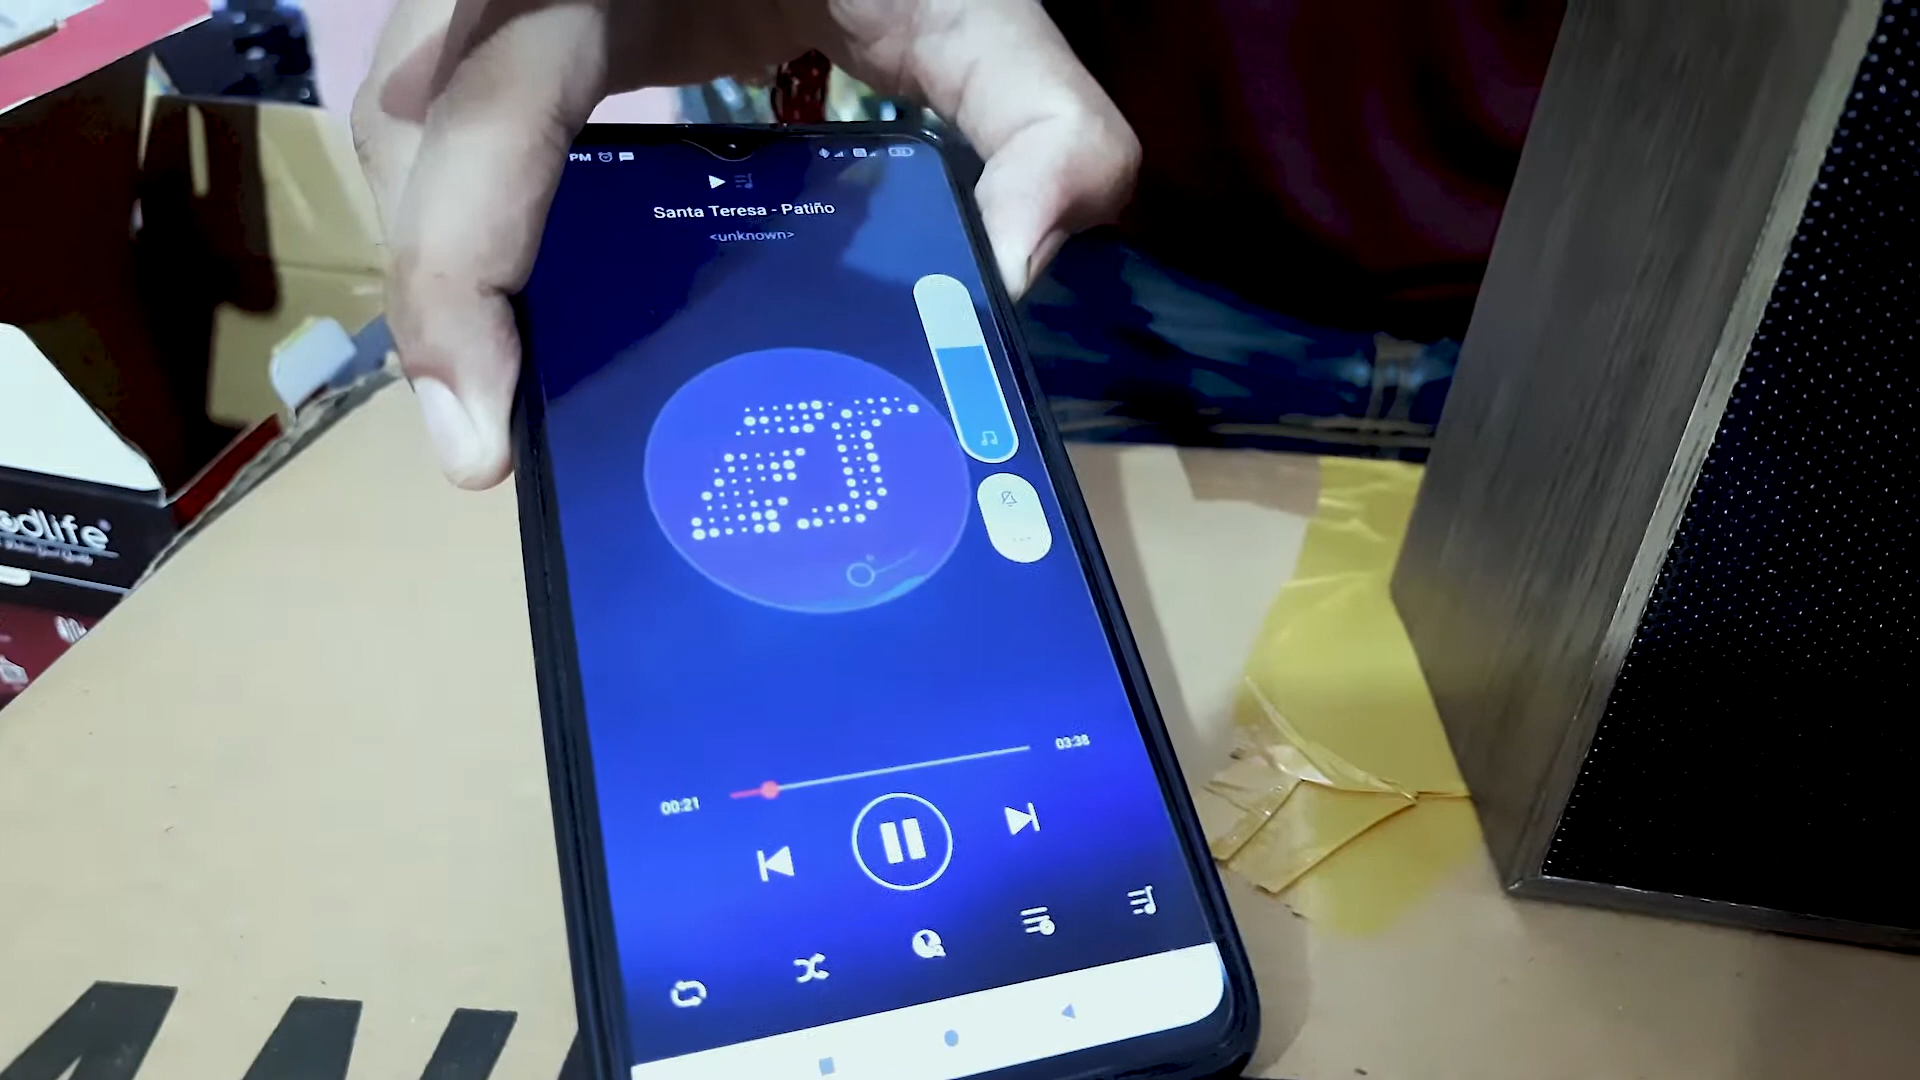 PM
Santa Teresa - Patiño
<unknown>
00:21
03:38
odlife